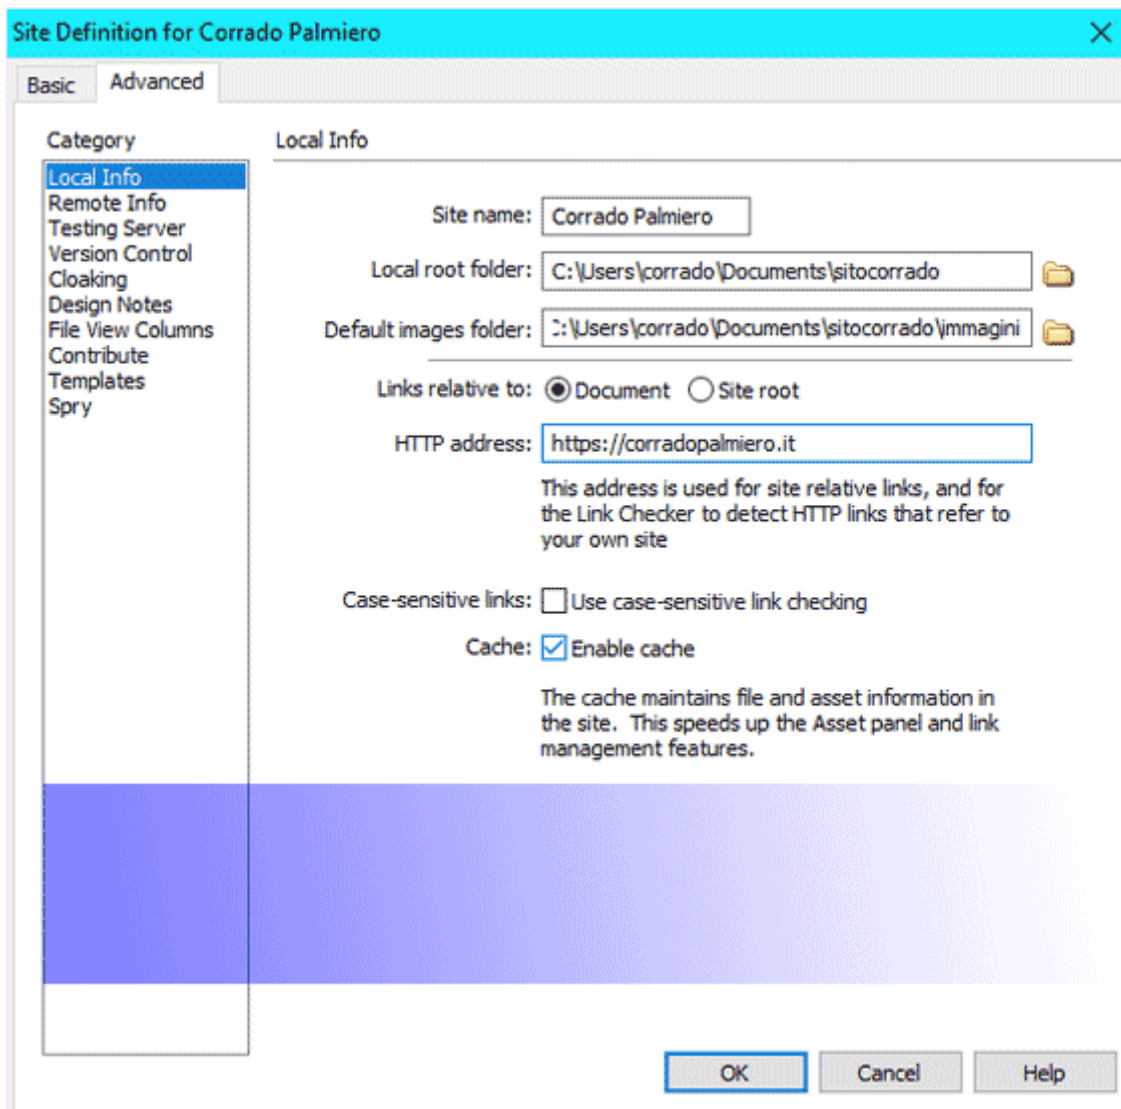 Site Definition for Corrado Palmiero
Basic
Advanced
Category
Local Info
Remote Info
Testing Server
Version Control
Cloaking
Design Notes
File View Columns
Contribute
Templates
Spry
Local Info
Site name: Corrado Palmiero
Local root folder: C:\Users\corrado\Documents\sitocorrado
Default images folder: C:\Users\corrado\Documents\sitocorrado\immagini
Links relative to: Document Site root
HTTP address: https://corradopalmiero.it
This address is used for site relative links, and for
the Link Checker to detect HTTP links that refer to
your own site
Case-sensitive links: Use case-sensitive link checking
Cache: Enable cache
The cache maintains file and asset information in
the site. This speeds up the Asset panel and link
management features.
OK Cancel Help